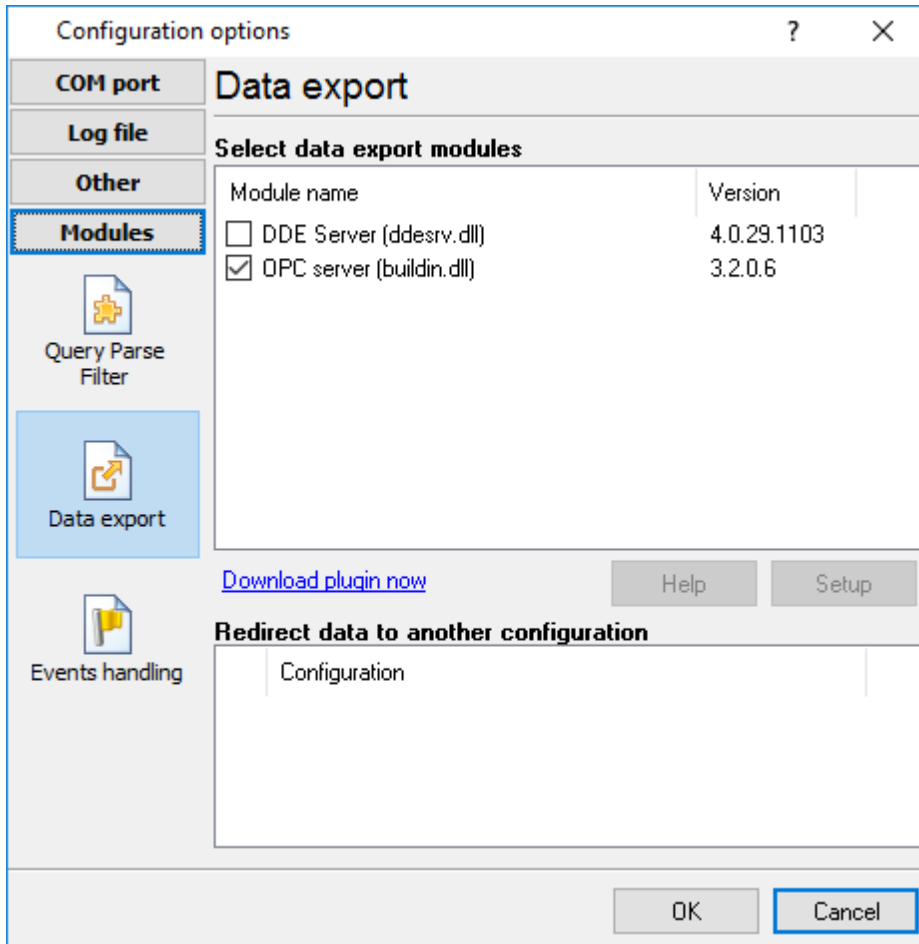 Configuration options
?
COM port
Log file
Other
Modules
Query Parse
Filter
Data export
Events handling
Data export
Select data export modules
Module name Version
DDE Server (ddesrv.dll) 4.0.29.1103
OPC server (buildin.dll) 3.2.0.6
Download plugin now Help Setup
Redirect data to another configuration
Configuration
OK Cancel